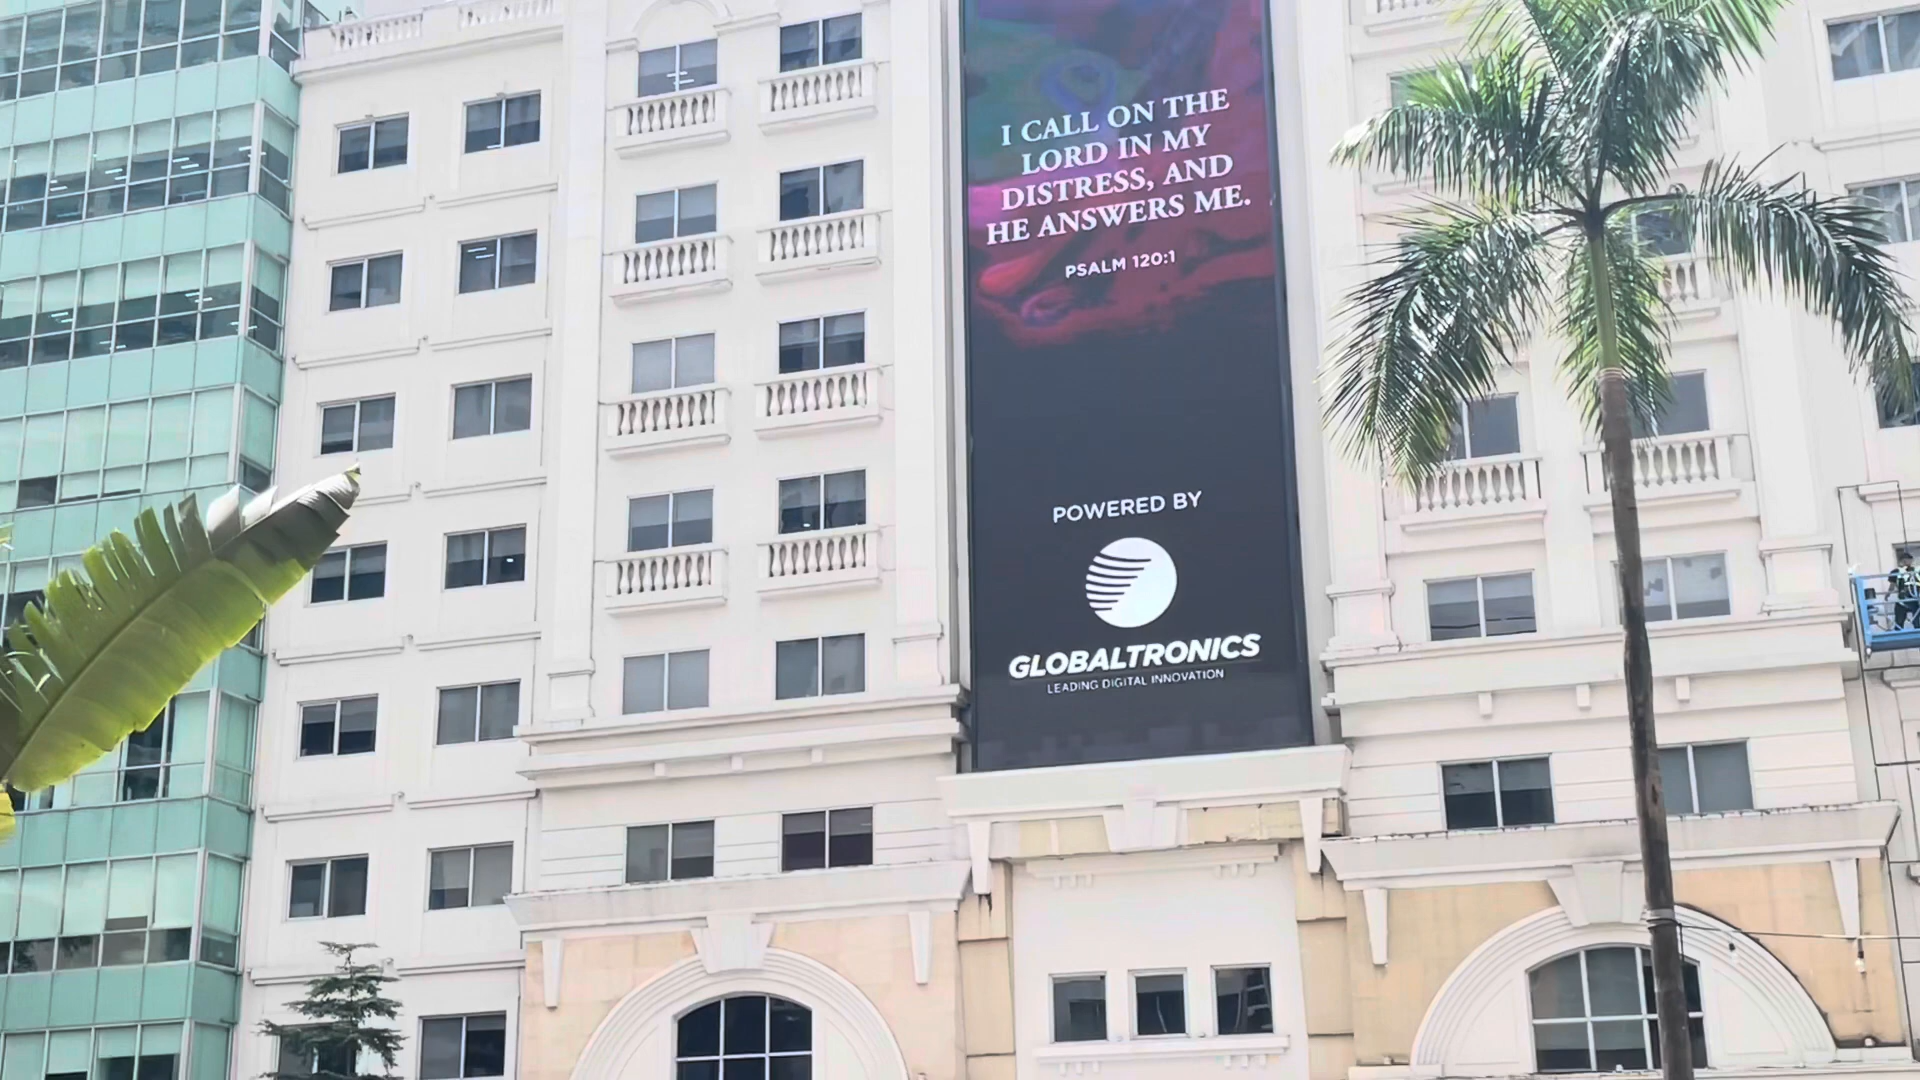 I CALL ON THE
LORD IN MY
DISTRESS, AND
HE ANSWERS ME.
PSALM 120:1
POWERED BY
GLOBALTRONICS
LEADING DIGITAL INNOVATION